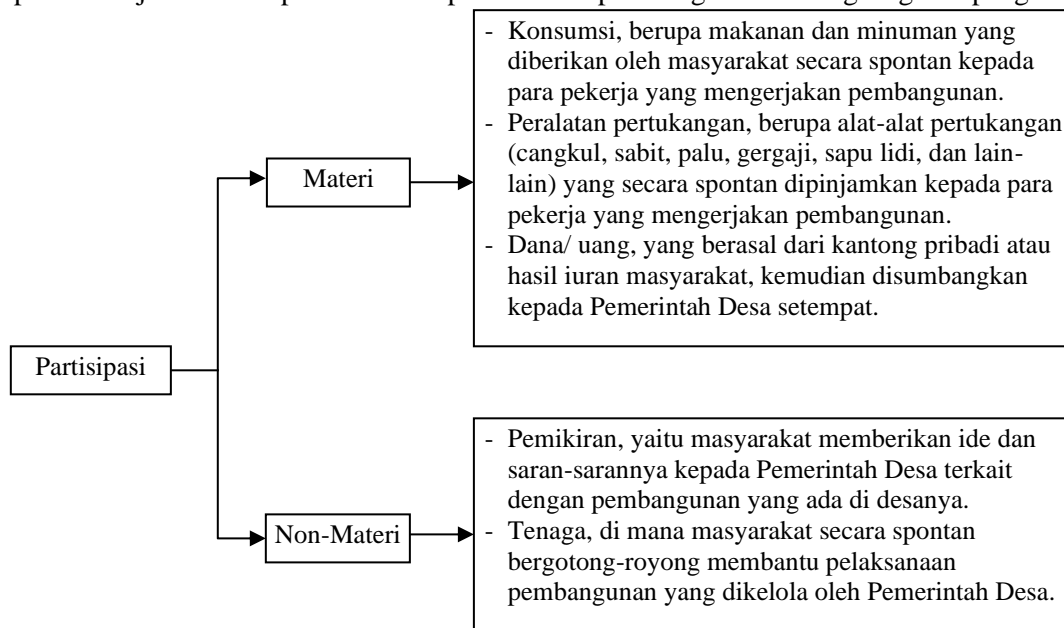 - Konsumsi, berupa makanan dan minuman yang
diberikan oleh masyarakat secara spontan kepada
para pekerja yang mengerjakan pembangunan.
- Peralatan pertukangan, berupa alat-alat pertukangan
(cangkul, sabit, palu, gergaji, sapu lidi, dan lain-
lain) yang secara spontan dipinjamkan kepada para
pekerja yang mengerjakan pembangunan.
- Dana/ uang, yang berasal dari kantong pribadi atau
hasil iuran masyarakat, kemudian disumbangkan
kepada Pemerintah Desa setempat.
Materi
Partisipasi
- Pemikiran, yaitu masyarakat memberikan ide dan
saran-sarannya kepada Pemerintah Desa terkait
dengan pembangunan yang ada di desanya.
- Tenaga, di mana masyarakat secara spontan
bergotong-royong membantu pelaksanaan
pembangunan yang dikelola oleh Pemerintah Desa.
Non-Materi